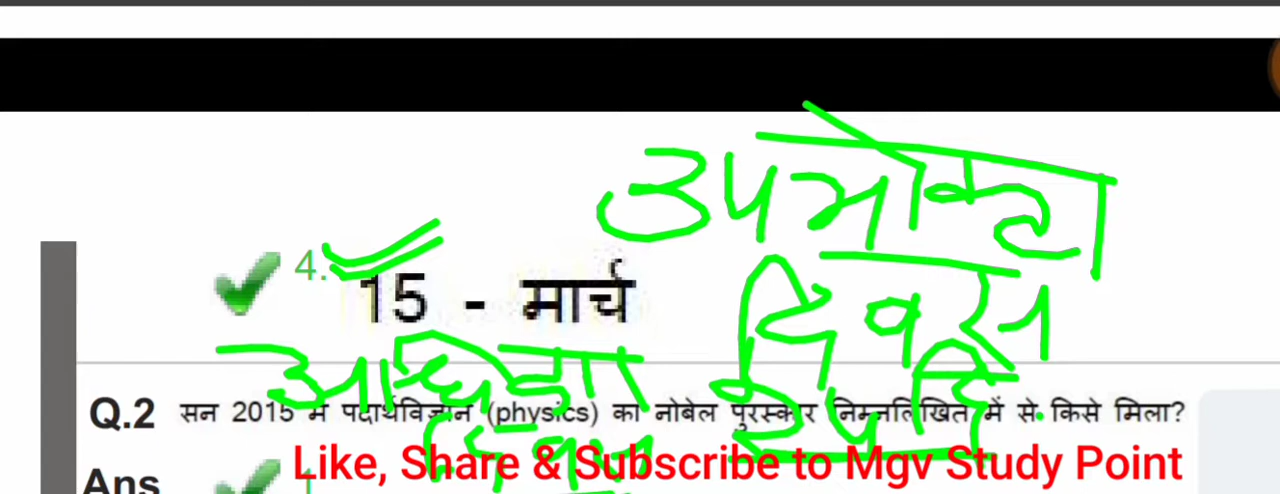 उपभोक्ता
4. 15 - मार्च
दिवस
Q.2 सन 2015 में पदार्थविज्ञान (physics) का नोबेल पुरस्कार निम्नलिखित में से किसे मिला?
Like, Share & Subscribe to Mgv Study Point
Ans 1